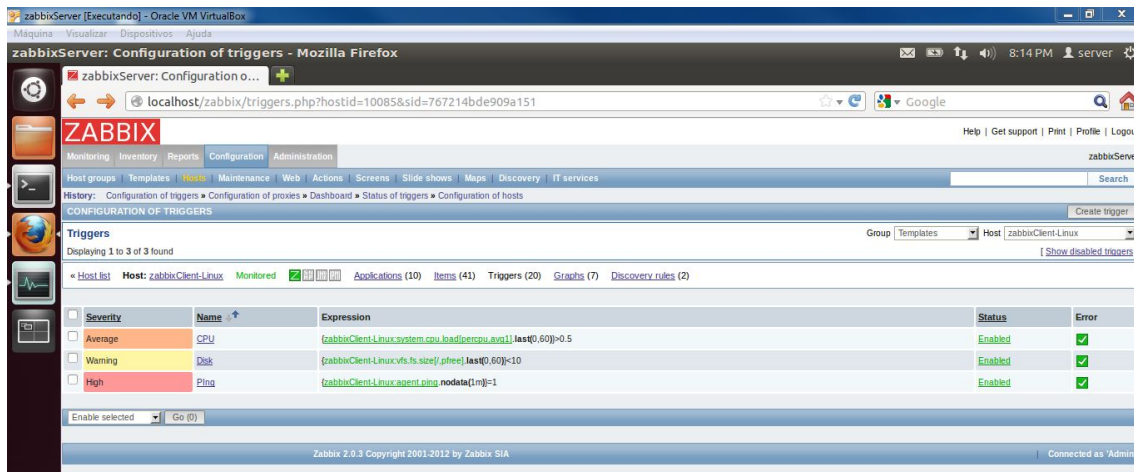 zabbixServer [Executando] - Oracle VM VirtualBox
Máquina Visualizar Dispositivos Ajuda
zabbixServer: Configuration of triggers - Mozilla Firefox 8:14 PM server
zabbixServer: Configuration o...
localhost/zabbix/triggers.php?hostid=10085&sid=767214bde909a151 Google
ZABBIX Help | Get support | Print | Profile | Logou
Monitoring Inventory Reports Configuration Administration zabbixServe
Host groups | Templates | Hosts | Maintenance | Web | Actions | Screens | Slide shows | Maps | Discovery | IT services Search
History: Configuration of triggers » Configuration of proxies » Dashboard » Status of triggers » Configuration of hosts
CONFIGURATION OF TRIGGERS Create trigger
Triggers Group Templates Host zabbixClient-Linux
Displaying 1 to 3 of 3 found [ Show disabled triggers
« Host list Host: zabbixClient-Linux Monitored Z Applications (10) Items (41) Triggers (20) Graphs (7) Discovery rules (2)
Severity Name Expression Status Error
Average CPU {zabbixClient-Linux:system.cpu.load[percpu,avg1].last(0,60)}>0.5 Enabled
Warning Disk {zabbixClient-Linux:vfs.fs.size[/,pfree].last(0,60)}<10 Enabled
High PIng {zabbixClient-Linux:agent.ping.nodata(1m)}=1 Enabled
Enable selected Go (0)
Zabbix 2.0.3 Copyright 2001-2012 by Zabbix SIA | Connected as 'Admin